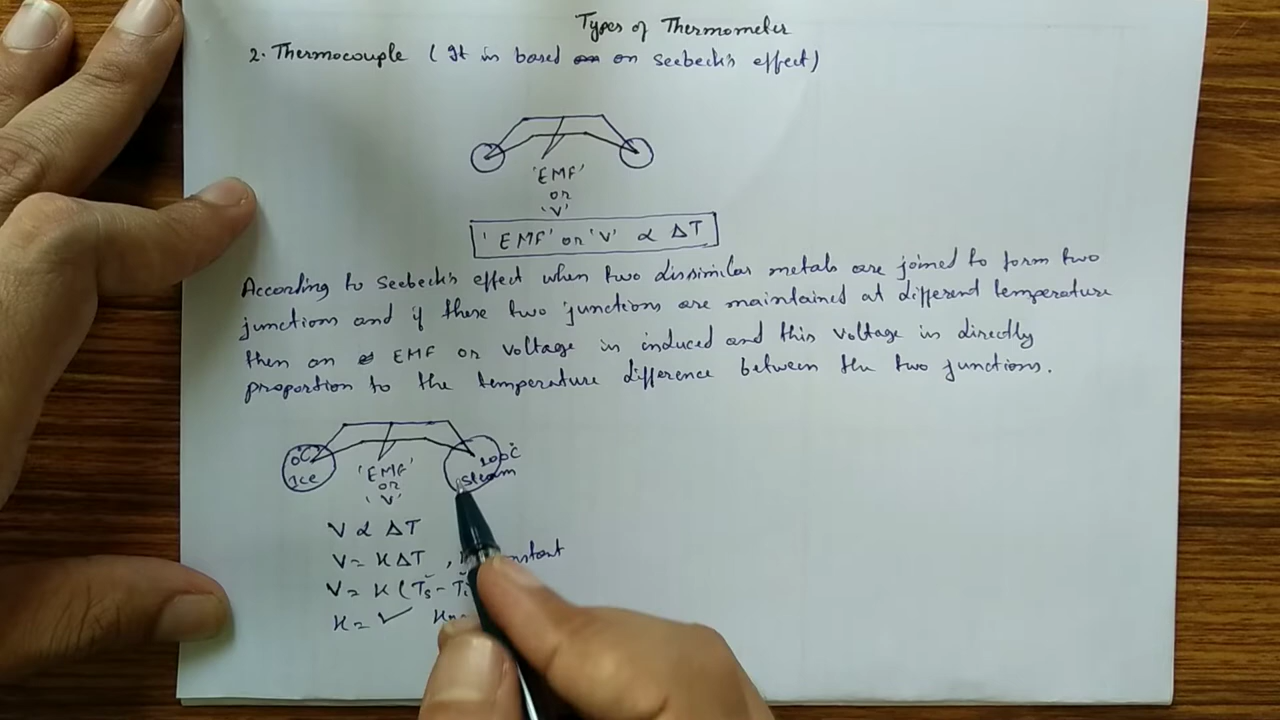 Types of Thermometer
2. Thermocouple (It is based on on seebeck's effect)
'EMF'
or
'V'
'EMF' or 'V' ∝ ΔT
According to seebeck's effect when two dissimilar metals are joined to form two
junctions and if these two junctions are maintained at different temperature
then an EMF or voltage is induced and this voltage is directly
proportion to the temperature difference between the two junctions.
0°C
Ice
'EMF'
or
'V'
100°C
steam
V ∝ ΔT
V = K ΔT ,
V = K (Ts - Ti
K = ✓